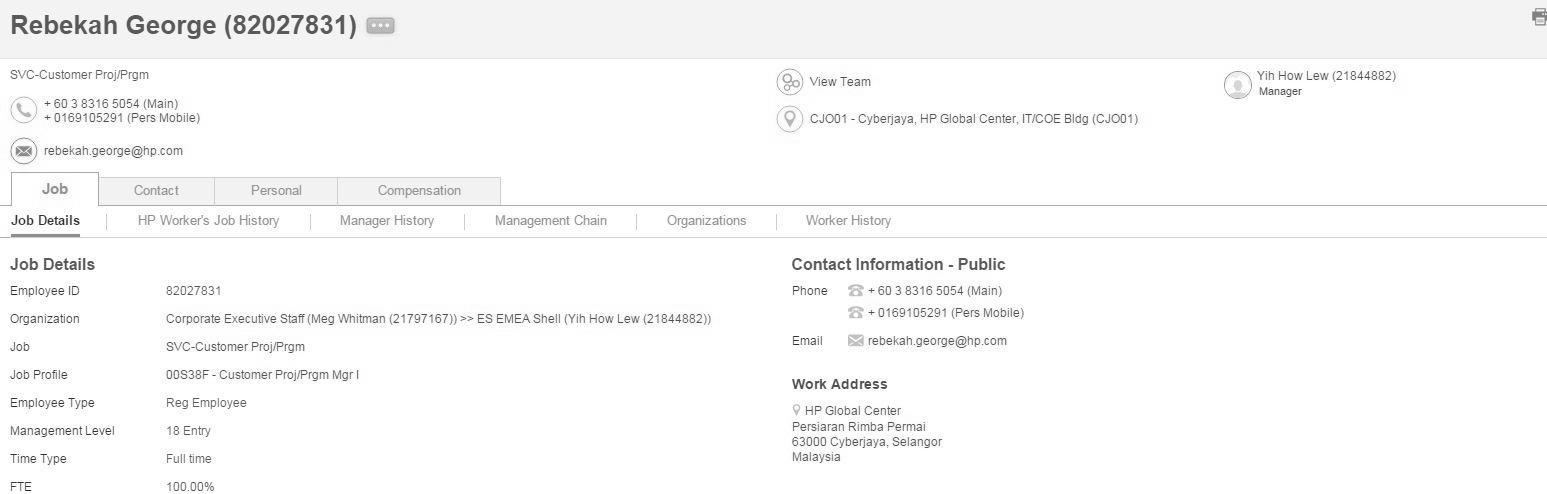 Rebekah George (82027831)
SVC-Customer Proj/Prgm
+ 60 3 8316 5054 (Main)
+ 0169105291 (Pers Mobile)
rebekah.george@hp.com
View Team
CJO01 - Cyberjaya, HP Global Center, IT/COE Bldg (CJO01)
Yih How Lew (21844882)
Manager
Job Contact Personal Compensation
Job Details HP Worker's Job History Manager History Management Chain Organizations Worker History
Job Details
Employee ID 82027831
Organization Corporate Executive Staff (Meg Whitman (21797167)) >> ES EMEA Shell (Yih How Lew (21844882))
Job SVC-Customer Proj/Prgm
Job Profile 00S38F - Customer Proj/Prgm Mgr I
Employee Type Reg Employee
Management Level 18 Entry
Time Type Full time
FTE 100.00%
Contact Information - Public
Phone + 60 3 8316 5054 (Main)
+ 0169105291 (Pers Mobile)
Email rebekah.george@hp.com
Work Address
HP Global Center
Persiaran Rimba Permai
63000 Cyberjaya, Selangor
Malaysia